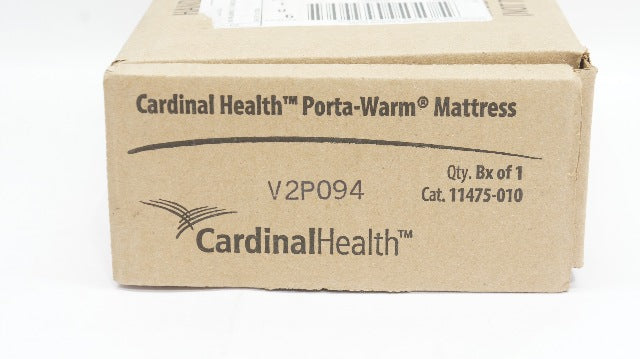 Cardinal Health™ Porta-Warm® Mattress
Qty. Bx of 1
V2P094
Cat. 11475-010
CardinalHealth™